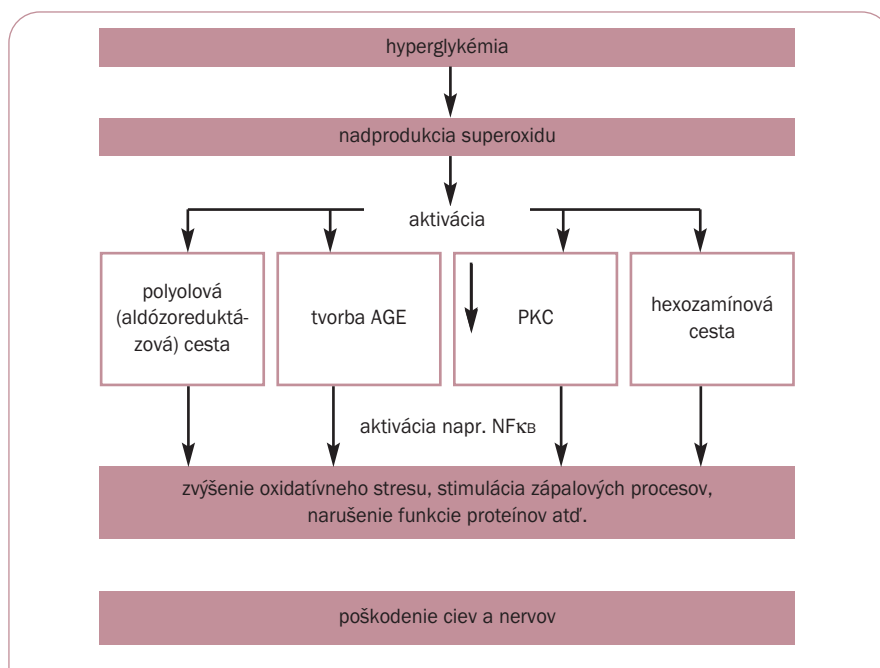 hyperglykémia
nadprodukcia superoxidu
aktivácia
polyolová
(aldózoreduktá-
zová) cesta
tvorba AGE
PKC
hexozamínová
cesta
aktivácia napr. NFκB
zvýšenie oxidatívneho stresu, stimulácia zápalových procesov,
narušenie funkcie proteínov atď.
poškodenie ciev a nervov